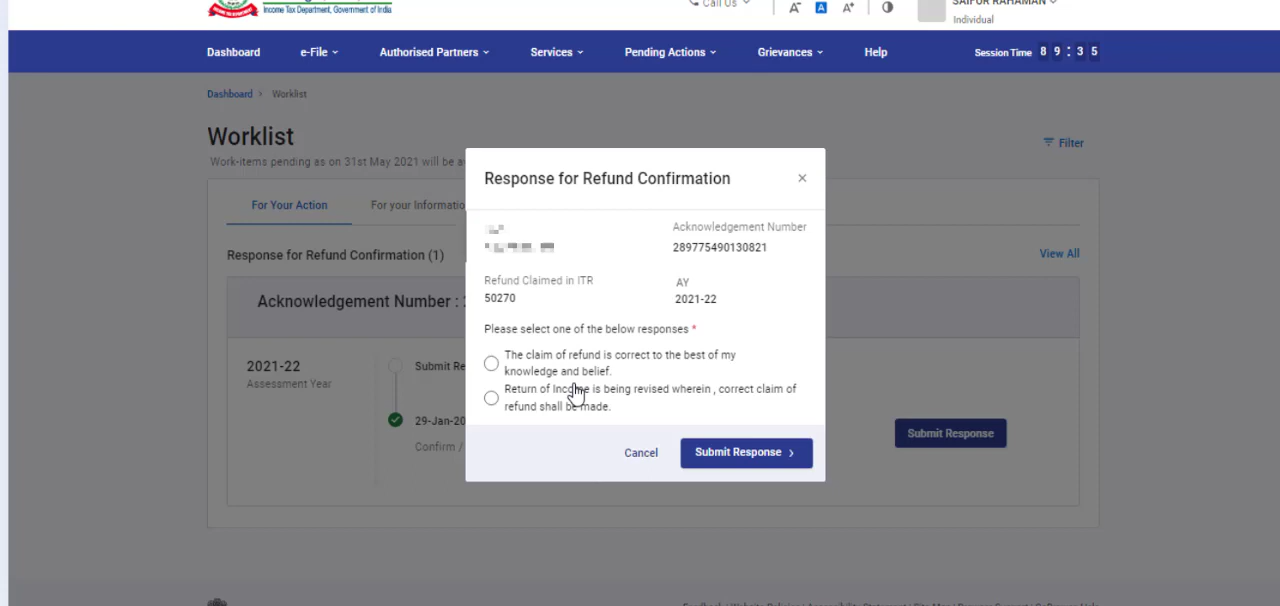 Income Tax Department, Government of India
Call Us
A- A A+
SAIFUR RAHAMAN
Individual
Dashboard e-File Authorised Partners Services Pending Actions Grievances Help Session Time 8 9 : 3 5
Dashboard > Worklist
Worklist
Filter
Work-items pending as on 31st May 2021 will be
For Your Action For your Informatio
Response for Refund Confirmation (1)
View All
Acknowledgement Number :
2021-22
Assessment Year
Submit Re
29-Jan-20
Confirm /
Submit Response
Response for Refund Confirmation ×
Acknowledgement Number
289775490130821
Refund Claimed in ITR AY
50270 2021-22
Please select one of the below responses *
The claim of refund is correct to the best of my
knowledge and belief.
Return of Income is being revised wherein , correct claim of
refund shall be made.
Cancel Submit Response >